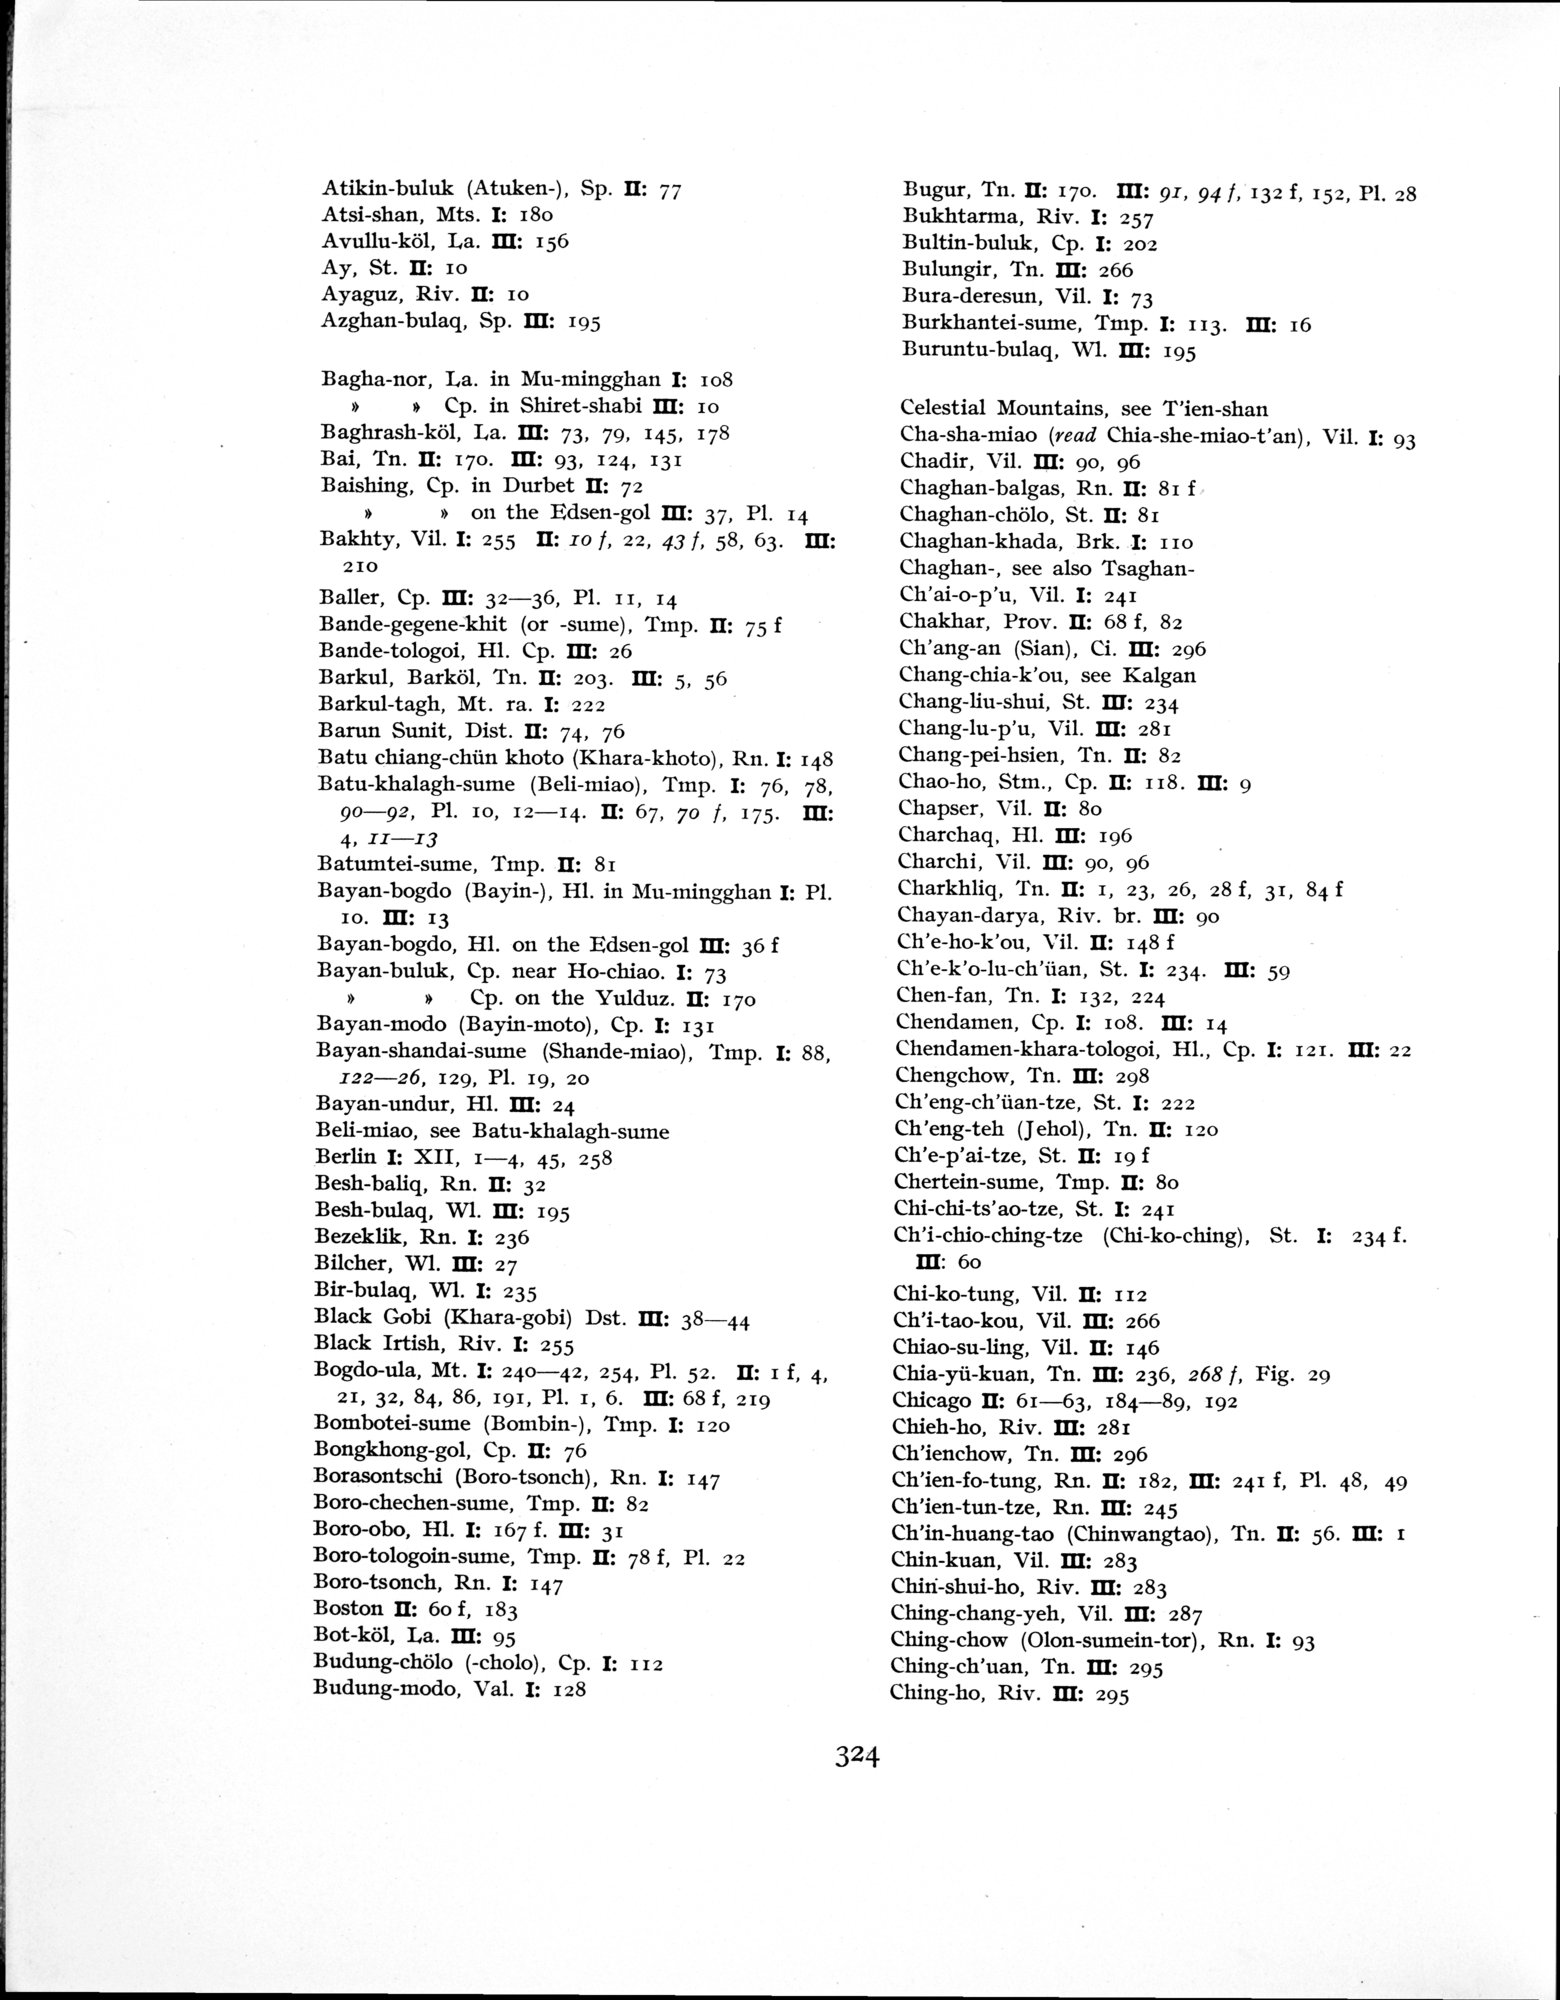 Atikin-buluk (Atuken-), Sp. II: 77
Atsi-shan, Mts. I: 180
Avullu-köl, La. III: 156
Ay, St. II: 10
Ayaguz, Riv. II: 10
Azghan-bulaq, Sp. III: 195
Bagha-nor, La. in Mu-mingghan I: 108
» » Cp. in Shiret-shabi III: 10
Baghrash-köl, La. III: 73, 79, 145, 178
Bai, Tn. II: 170. III: 93, 124, 131
Baishing, Cp. in Durbet II: 72
» » on the Edsen-gol III: 37, Pl. 14
Bakhty, Vil. I: 255 II: 10 f, 22, 43 f, 58, 63. III:
210
Baller, Cp. III: 32—36, Pl. 11, 14
Bande-gegene-khit (or -sume), Tmp. II: 75 f
Bande-tologoi, Hl. Cp. III: 26
Barkul, Barköl, Tn. II: 203. III: 5, 56
Barkul-tagh, Mt. ra. I: 222
Barun Sunit, Dist. II: 74, 76
Batu chiang-chün khoto (Khara-khoto), Rn. I: 148
Batu-khalagh-sume (Beli-miao), Tmp. I: 76, 78,
90—92, Pl. 10, 12—14. II: 67, 70 f, 175. III:
4, 11—13
Batumtei-sume, Tmp. II: 81
Bayan-bogdo (Bayin-), Hl. in Mu-mingghan I: Pl.
10. III: 13
Bayan-bogdo, Hl. on the Edsen-gol III: 36 f
Bayan-buluk, Cp. near Ho-chiao. I: 73
» » Cp. on the Yulduz. II: 170
Bayan-modo (Bayin-moto), Cp. I: 131
Bayan-shandai-sume (Shande-miao), Tmp. I: 88,
122—26, 129, Pl. 19, 20
Bayan-undur, Hl. III: 24
Beli-miao, see Batu-khalagh-sume
Berlin I: XII, 1—4, 45, 258
Besh-baliq, Rn. II: 32
Besh-bulaq, Wl. III: 195
Bezeklik, Rn. I: 236
Bilcher, Wl. III: 27
Bir-bulaq, Wl. I: 235
Black Gobi (Khara-gobi) Dst. III: 38—44
Black Irtish, Riv. I: 255
Bogdo-ula, Mt. I: 240—42, 254, Pl. 52. II: 1 f, 4,
21, 32, 84, 86, 191, Pl. 1, 6. III: 68 f, 219
Bombotei-sume (Bombin-), Tmp. I: 120
Bongkhong-gol, Cp. II: 76
Borasontschi (Boro-tsonch), Rn. I: 147
Boro-chechen-sume, Tmp. II: 82
Boro-obo, Hl. I: 167 f. III: 31
Boro-tologoin-sume, Tmp. II: 78 f, Pl. 22
Boro-tsonch, Rn. I: 147
Boston II: 60 f, 183
Bot-köl, La. III: 95
Budung-chölo (-cholo), Cp. I: 112
Budung-modo, Val. I: 128
Bugur, Tn. II: 170. III: 91, 94 f, 132 f, 152, Pl. 28
Bukhtarma, Riv. I: 257
Bultin-buluk, Cp. I: 202
Bulungir, Tn. III: 266
Bura-deresun, Vil. I: 73
Burkhantei-sume, Tmp. I: 113. III: 16
Buruntu-bulaq, Wl. III: 195
Celestial Mountains, see T'ien-shan
Cha-sha-miao (read Chia-she-miao-t'an), Vil. I: 93
Chadir, Vil. III: 90, 96
Chaghan-balgas, Rn. II: 81 f
Chaghan-chölo, St. II: 81
Chaghan-khada, Brk. I: 110
Chaghan-, see also Tsaghan-
Ch'ai-o-p'u, Vil. I: 241
Chakhar, Prov. II: 68 f, 82
Ch'ang-an (Sian), Ci. III: 296
Chang-chia-k'ou, see Kalgan
Chang-liu-shui, St. III: 234
Chang-lu-p'u, Vil. III: 281
Chang-pei-hsien, Tn. II: 82
Chao-ho, Stm., Cp. II: 118. III: 9
Chapser, Vil. II: 80
Charchaq, Hl. III: 196
Charchi, Vil. III: 90, 96
Charkhliq, Tn. II: 1, 23, 26, 28 f, 31, 84 f
Chayan-darya, Riv. br. III: 90
Ch'e-ho-k'ou, Vil. II: 148 f
Ch'e-k'o-lu-ch'üan, St. I: 234. III: 59
Chen-fan, Tn. I: 132, 224
Chendamen, Cp. I: 108. III: 14
Chendamen-khara-tologoi, Hl., Cp. I: 121. III: 22
Chengchow, Tn. III: 298
Ch'eng-ch'üan-tze, St. I: 222
Ch'eng-teh (Jehol), Tn. II: 120
Ch'e-p'ai-tze, St. II: 19 f
Chertein-sume, Tmp. II: 80
Chi-chi-ts'ao-tze, St. I: 241
Ch'i-chio-ching-tze (Chi-ko-ching), St. I: 234 f.
III: 60
Chi-ko-tung, Vil. II: 112
Ch'i-tao-kou, Vil. III: 266
Chiao-su-ling, Vil. II: 146
Chia-yü-kuan, Tn. III: 236, 268 f, Fig. 29
Chicago II: 61—63, 184—89, 192
Chieh-ho, Riv. III: 281
Ch'ienchow, Tn. III: 296
Ch'ien-fo-tung, Rn. II: 182, III: 241 f, Pl. 48, 49
Ch'ien-tun-tze, Rn. III: 245
Ch'in-huang-tao (Chinwangtao), Tn. II: 56. III: 1
Chin-kuan, Vil. III: 283
Chin-shui-ho, Riv. III: 283
Ching-chang-yeh, Vil. III: 287
Ching-chow (Olon-sumein-tor), Rn. I: 93
Ching-ch'uan, Tn. III: 295
Ching-ho, Riv. III: 295
324